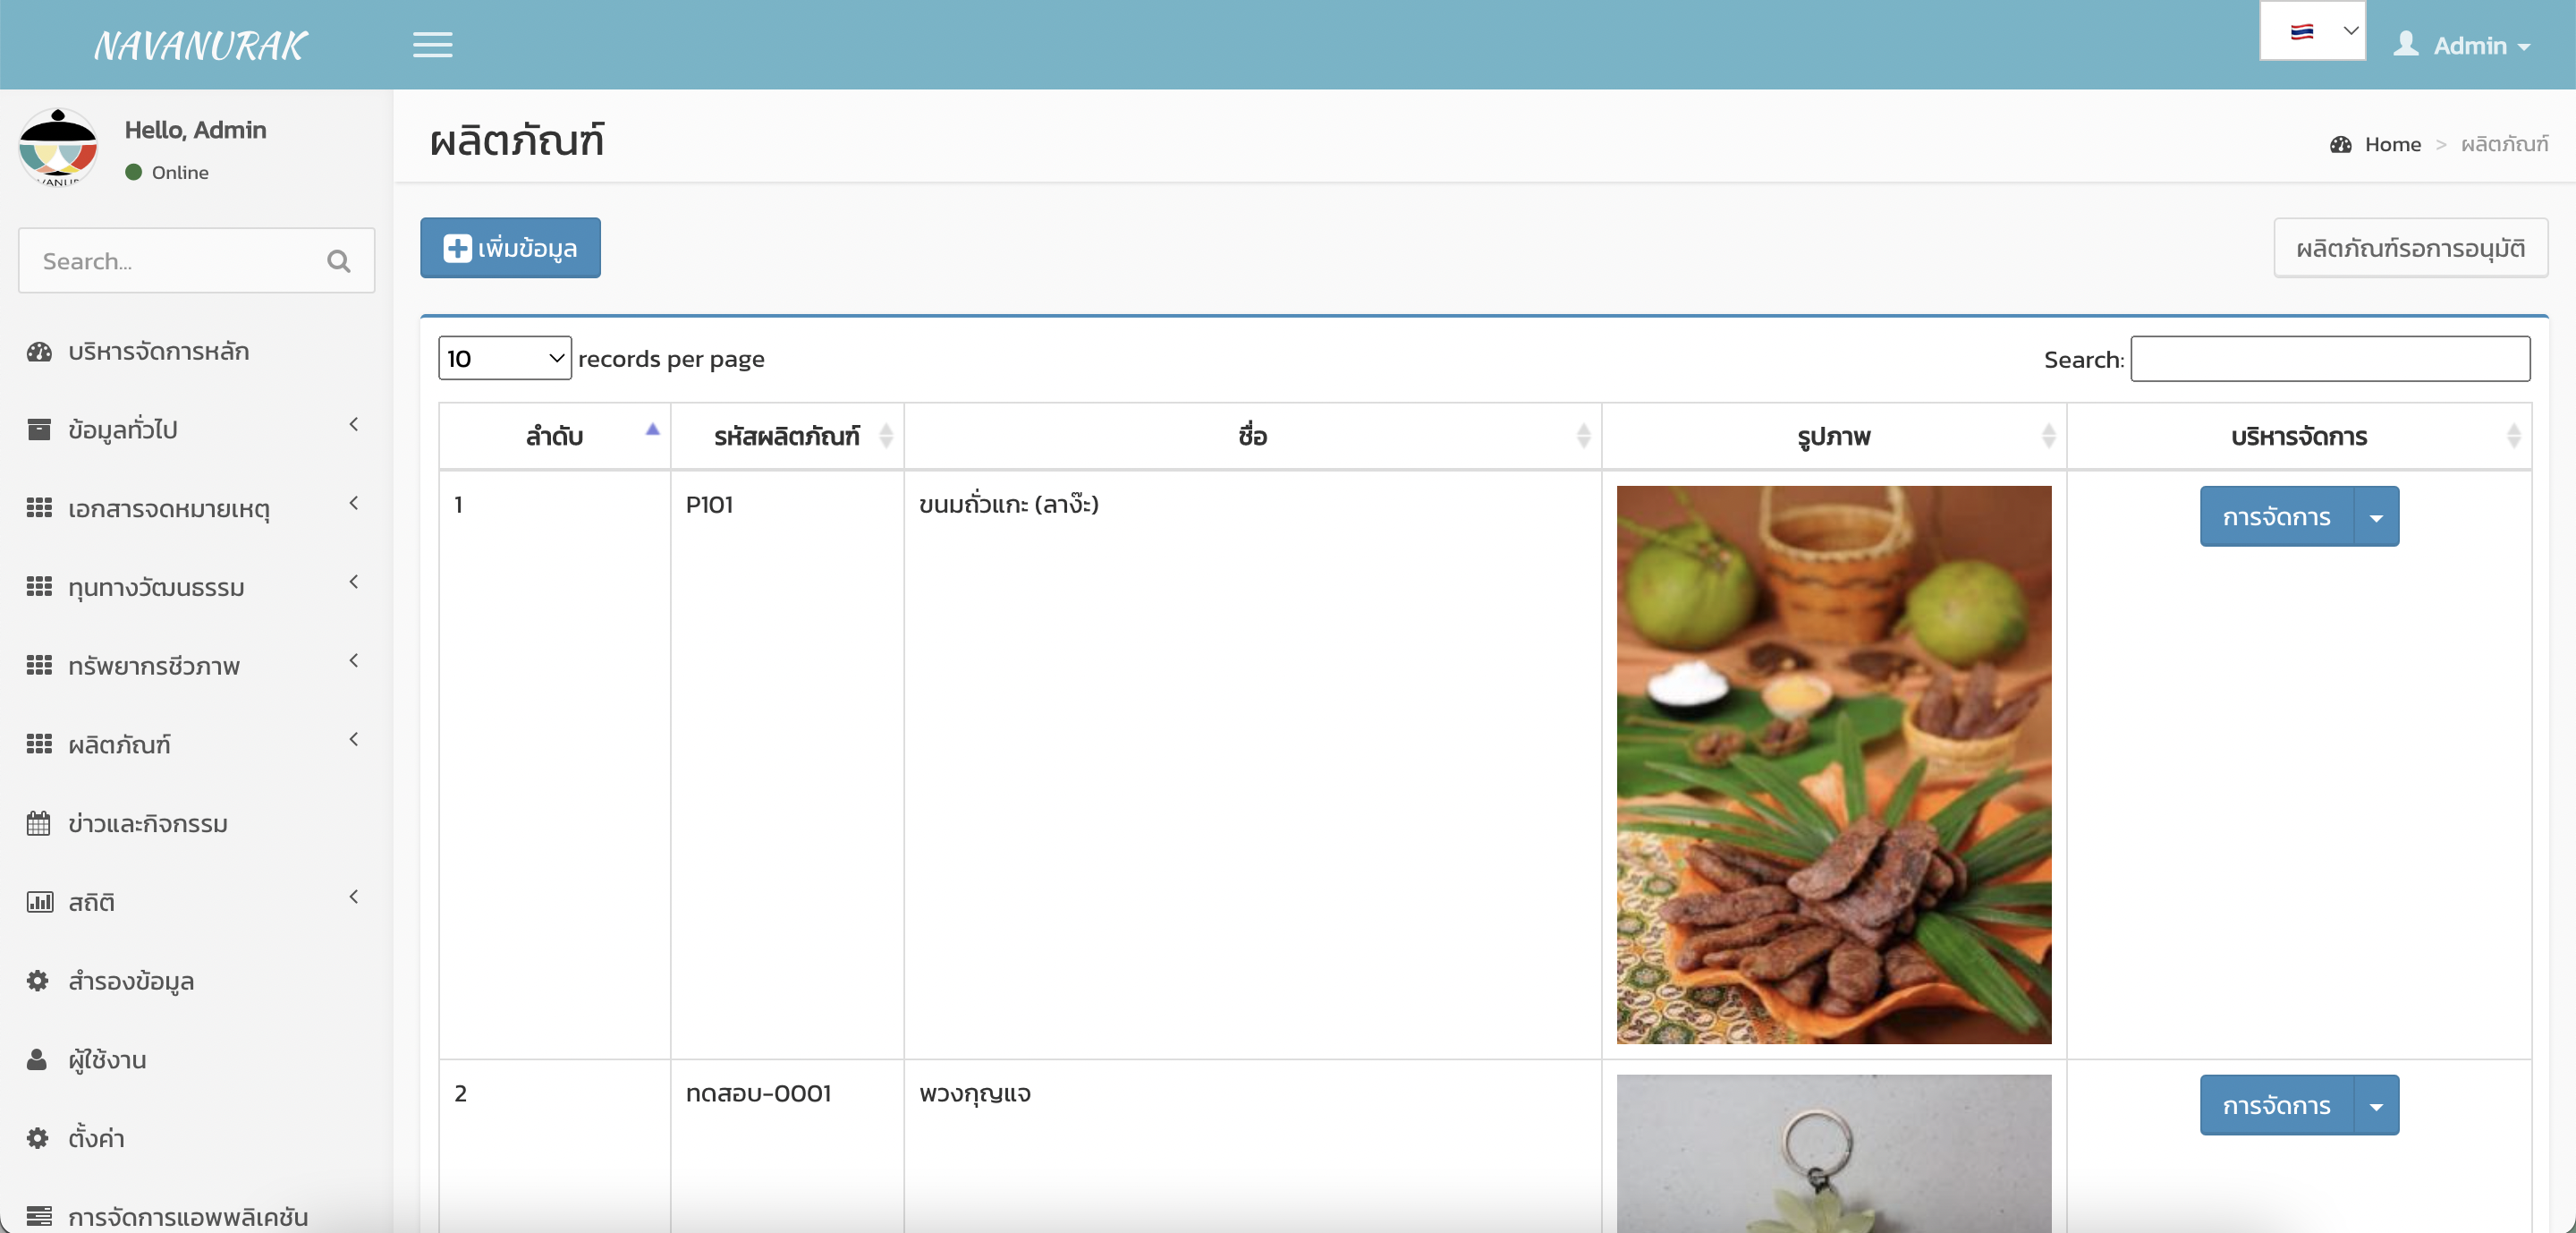 NAVANURAK
Admin
Hello, Admin
Online
Search...
บริหารจัดการหลัก
ข้อมูลทั่วไป
เอกสารจดหมายเหตุ
ทุนทางวัฒนธรรม
ทรัพยากรชีวภาพ
ผลิตภัณฑ์
ข่าวและกิจกรรม
สถิติ
สำรองข้อมูล
ผู้ใช้งาน
ตั้งค่า
การจัดการแอพพลิเคชัน
ผลิตภัณฑ์
Home > ผลิตภัณฑ์
เพิ่มข้อมูล
ผลิตภัณฑ์รอการอนุมัติ
10 records per page
Search:
ลำดับ รหัสผลิตภัณฑ์ ชื่อ รูปภาพ บริหารจัดการ
1 P101 ขนมถั่วแกะ (ลาง๊ะ) การจัดการ
2 ทดสอบ-0001 พวงกุญแจ การจัดการ